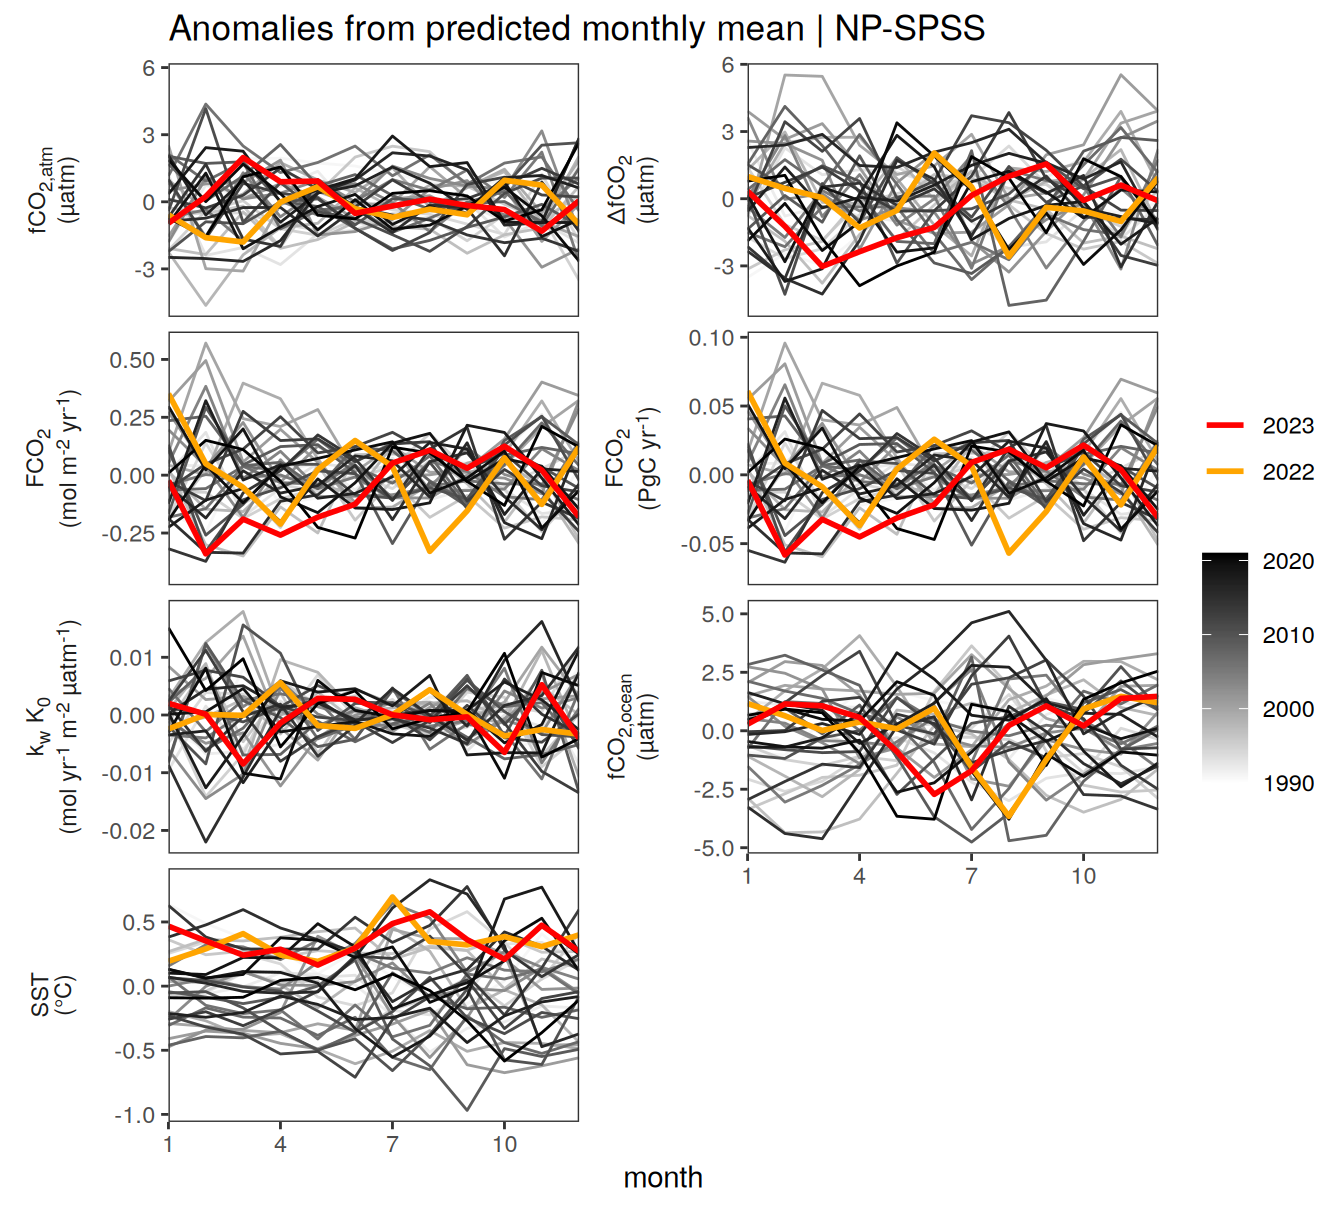 Anomalies from predicted monthly mean | NP-SPSS
fCO2,atm
(µatm)
6
3
0
-3
ΔfCO2
(µatm)
6
3
0
-3
FCO2
(mol m-2 yr-1)
0.50
0.25
0.00
-0.25
FCO2
(PgC yr-1)
0.10
0.05
0.00
-0.05
kw K0
(mol yr-1 m-2 µatm-1)
0.01
0.00
-0.01
-0.02
fCO2,ocean
(µatm)
5.0
2.5
0.0
-2.5
-5.0
1 4 7 10
SST
(°C)
0.5
0.0
-0.5
-1.0
1 4 7 10
month
2023
2022
2020
2010
2000
1990